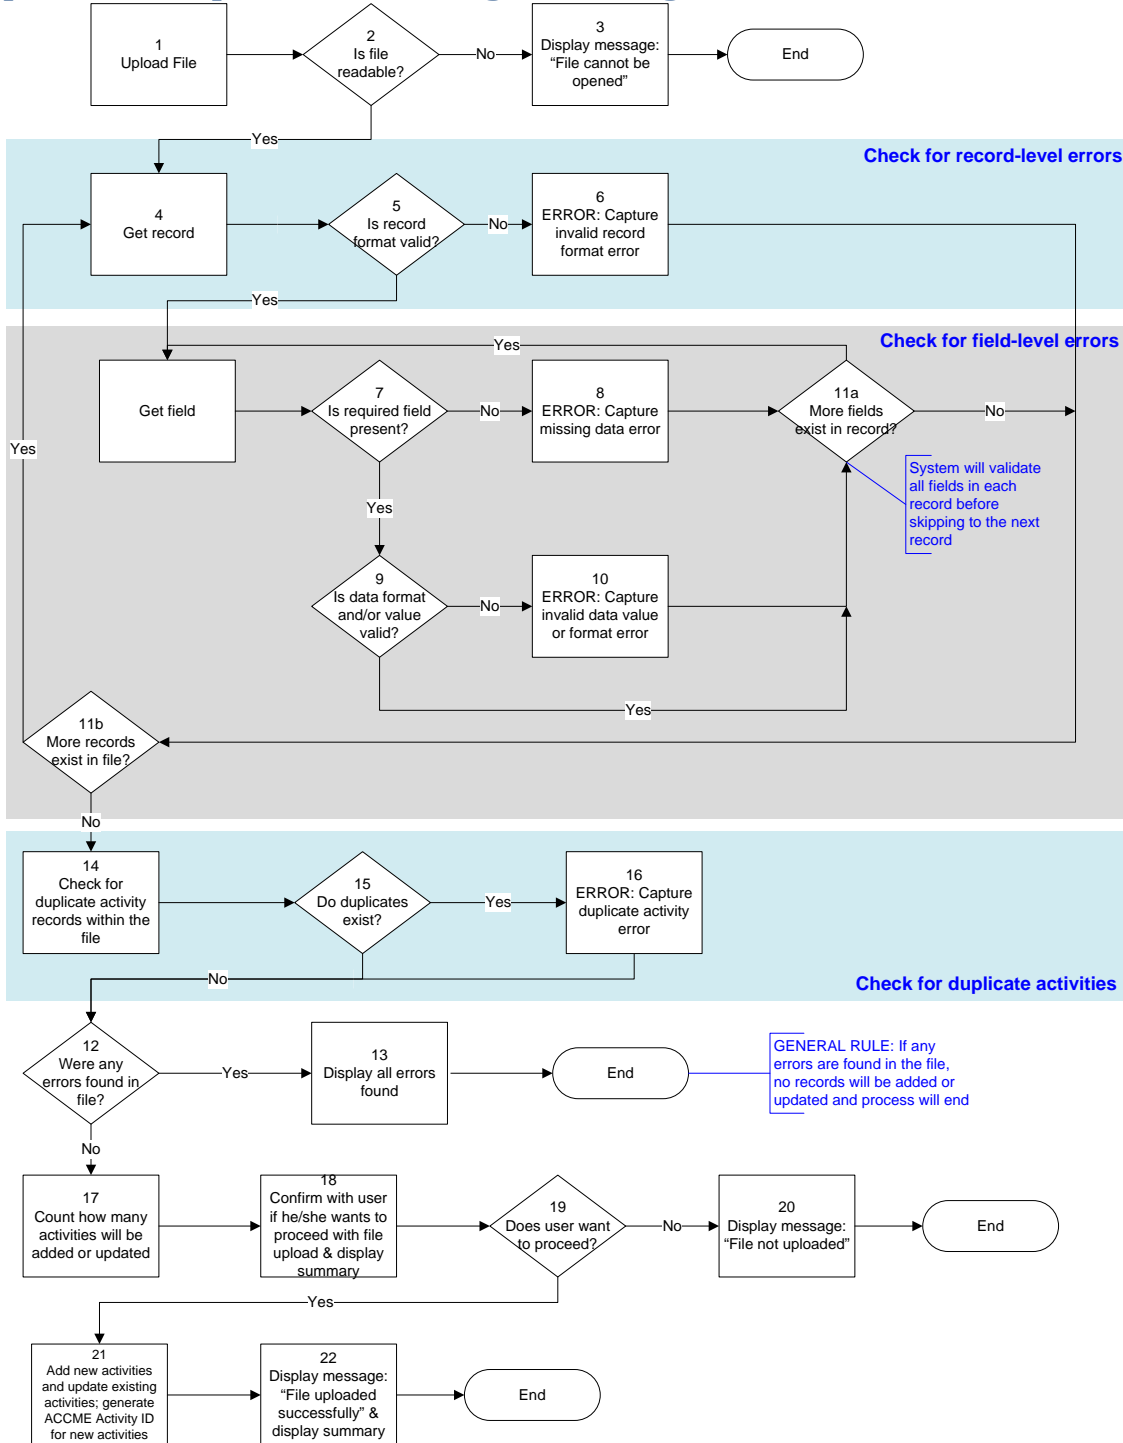 1
Upload File
2
Is file
readable?
No
3
Display message:
“File cannot be
opened”
End
Yes
Check for record-level errors
4
Get record
5
Is record
format valid?
No
6
ERROR: Capture
invalid record
format error
Yes
Check for field-level errors
Yes
Get field
7
Is required field
present?
No
8
ERROR: Capture
missing data error
11a
More fields
exist in record?
No
Yes
System will validate
all fields in each
record before
skipping to the next
record
Yes
9
Is data format
and/or value
valid?
No
10
ERROR: Capture
invalid data value
or format error
Yes
11b
More records
exist in file?
No
14
Check for
duplicate activity
records within the
file
15
Do duplicates
exist?
Yes
16
ERROR: Capture
duplicate activity
error
No
Check for duplicate activities
12
Were any
errors found in
file?
Yes
13
Display all errors
found
End
GENERAL RULE: If any
errors are found in the file,
no records will be added or
updated and process will end
No
17
Count how many
activities will be
added or updated
18
Confirm with user
if he/she wants to
proceed with file
upload & display
summary
19
Does user want
to proceed?
No
20
Display message:
“File not uploaded”
End
Yes
21
Add new activities
and update existing
activities; generate
ACCME Activity ID
for new activities
22
Display message:
“File uploaded
successfully” &
display summary
End